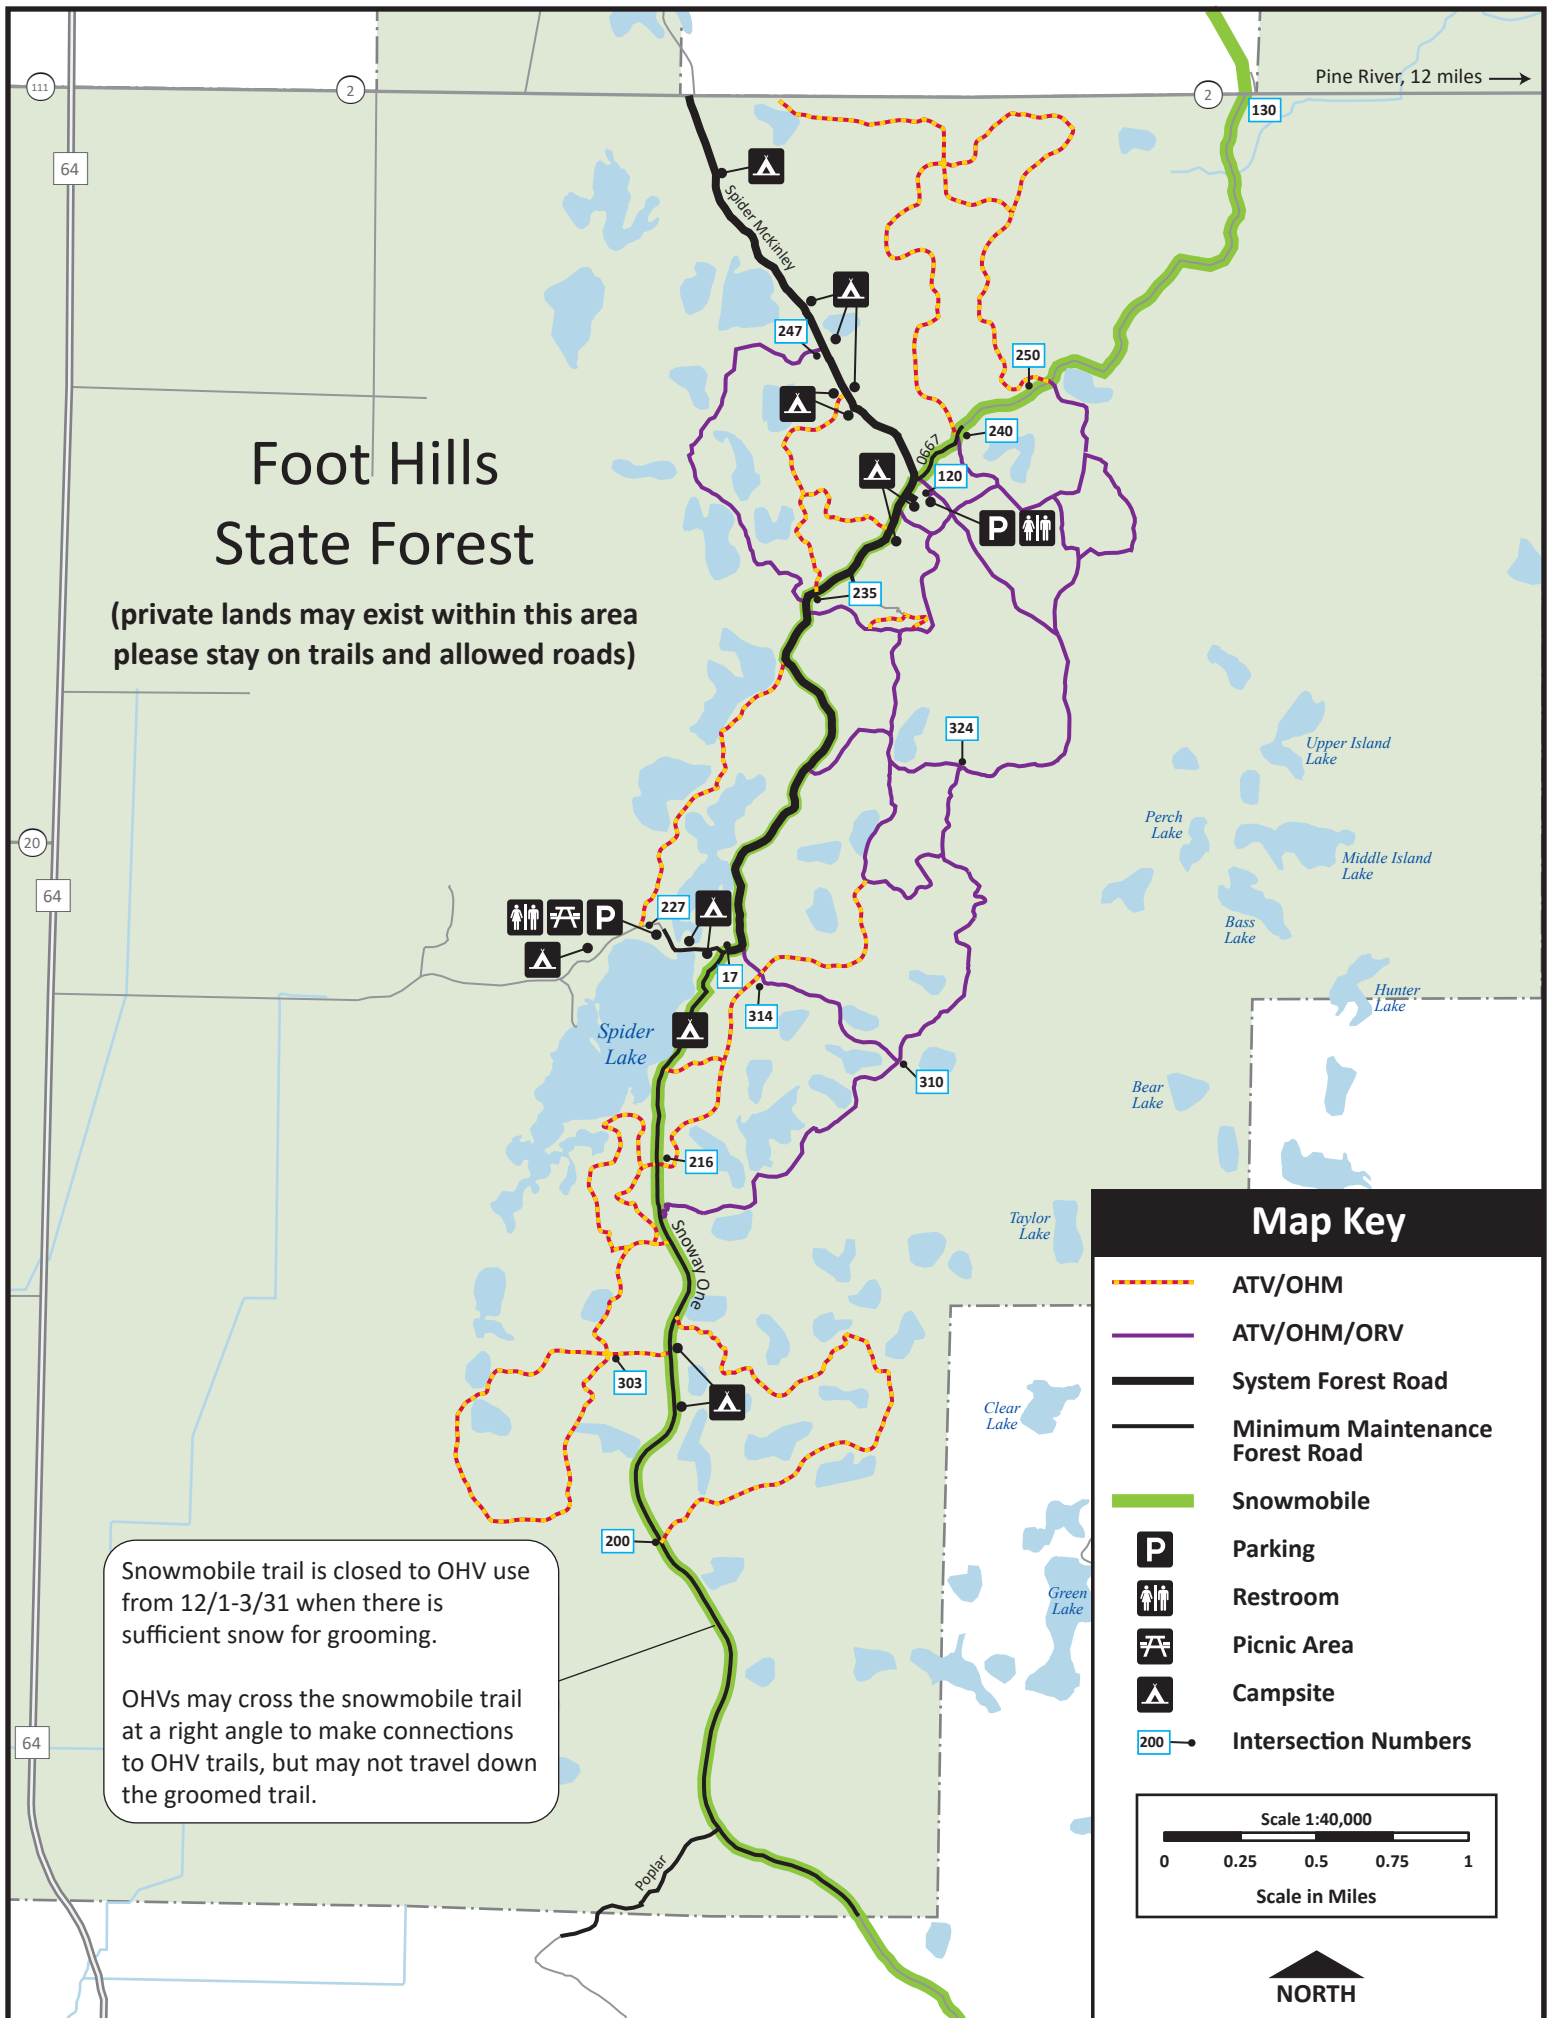 Pine River, 12 miles
111
2
2
130
64
Spider McKinley
247
250
Foot Hills
State Forest
(private lands may exist within this area
please stay on trails and allowed roads)
0667
240
120
P
235
324
Upper Island
Lake
Perch
Lake
Middle Island
Lake
Bass
Lake
20
64
227
P
17
314
Hunter
Lake
Spider
Lake
310
Bear
Lake
216
Taylor
Lake
Snoway One
303
Clear
Lake
200
Green
Lake
Snowmobile trail is closed to OHV use
from 12/1-3/31 when there is
sufficient snow for grooming.
OHVs may cross the snowmobile trail
at a right angle to make connections
to OHV trails, but may not travel down
the groomed trail.
64
Poplar
Map Key
ATV/OHM
ATV/OHM/ORV
System Forest Road
Minimum Maintenance
Forest Road
Snowmobile
P Parking
Restroom
Picnic Area
Campsite
200 Intersection Numbers
Scale 1:40,000
0 0.25 0.5 0.75 1
Scale in Miles
NORTH